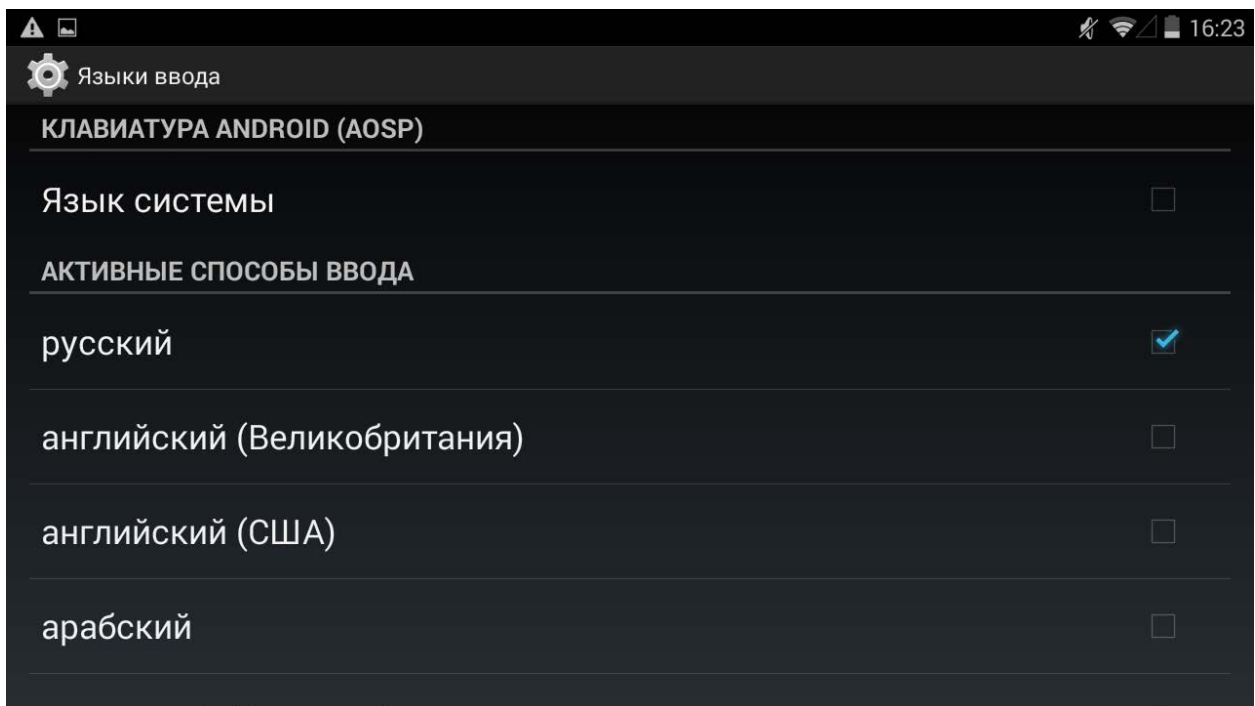 16:23
Языки ввода
КЛАВИАТУРА ANDROID (AOSP)
Язык системы
АКТИВНЫЕ СПОСОБЫ ВВОДА
русский
английский (Великобритания)
английский (США)
арабский